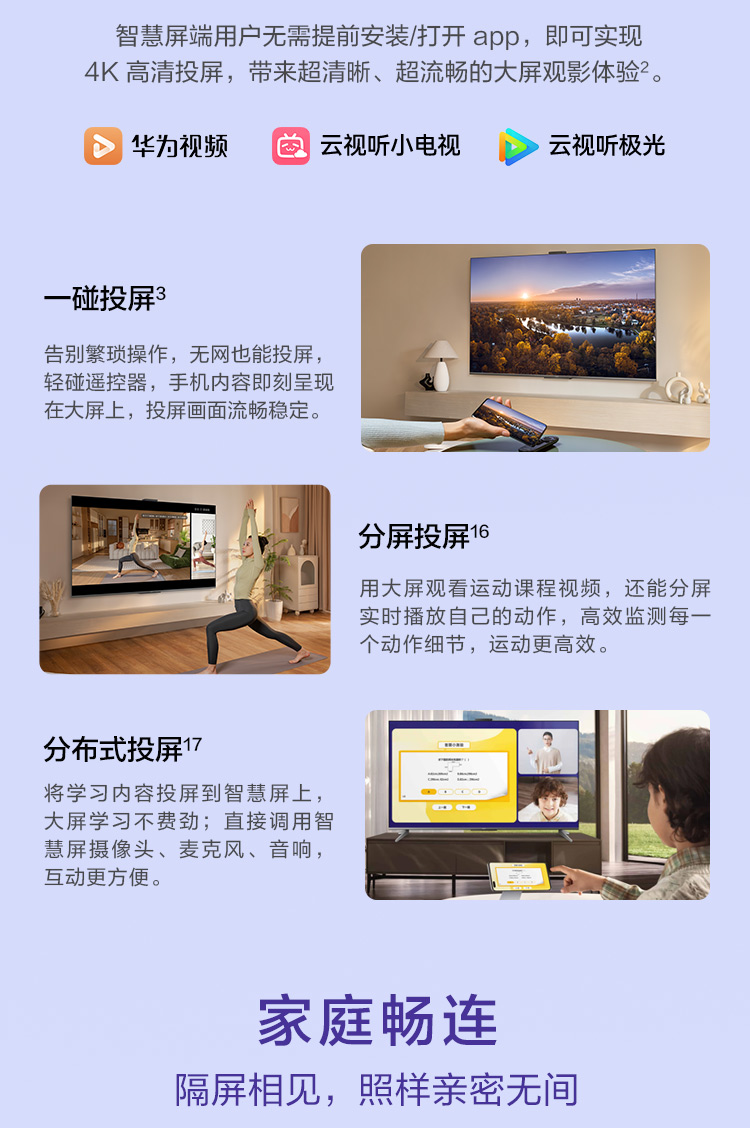 智慧屏端用户无需提前安装/打开 app，即可实现
4K 高清投屏，带来超清晰、超流畅的大屏观影体验²。
华为视频
云视听小电视
云视听极光
一碰投屏³
告别繁琐操作，无网也能投屏，
轻碰遥控器，手机内容即刻呈现
在大屏上，投屏画面流畅稳定。
分屏投屏¹⁶
用大屏观看运动课程视频，还能分屏
实时播放自己的动作，高效监测每一
个动作细节，运动更高效。
分布式投屏¹⁷
将学习内容投屏到智慧屏上，
大屏学习不费劲；直接调用智
慧屏摄像头、麦克风、音响，
互动更方便。
家庭畅连
隔屏相见，照样亲密无间